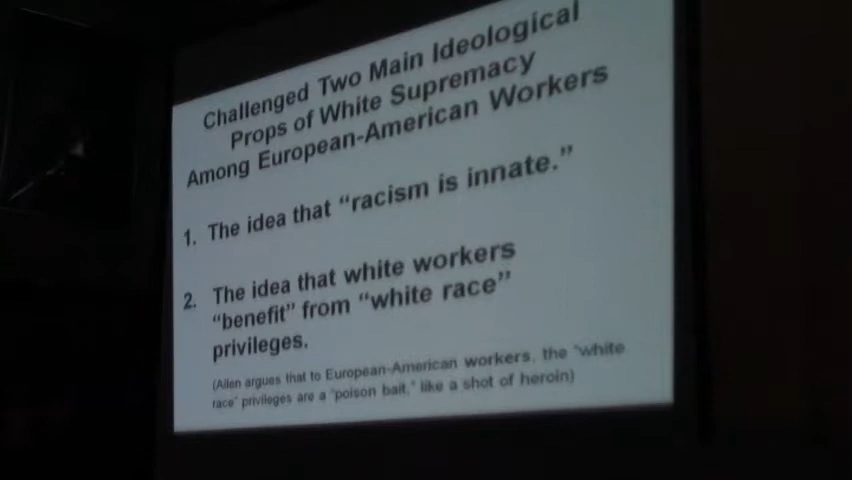 Challenged Two Main Ideological
Props of White Supremacy
Among European-American Workers
1. The idea that “racism is innate.”
2. The idea that white workers
“benefit” from “white race”
privileges.
(Allen argues that to European-American workers, the “white
race” privileges are a “poison bait,” like a shot of heroin)